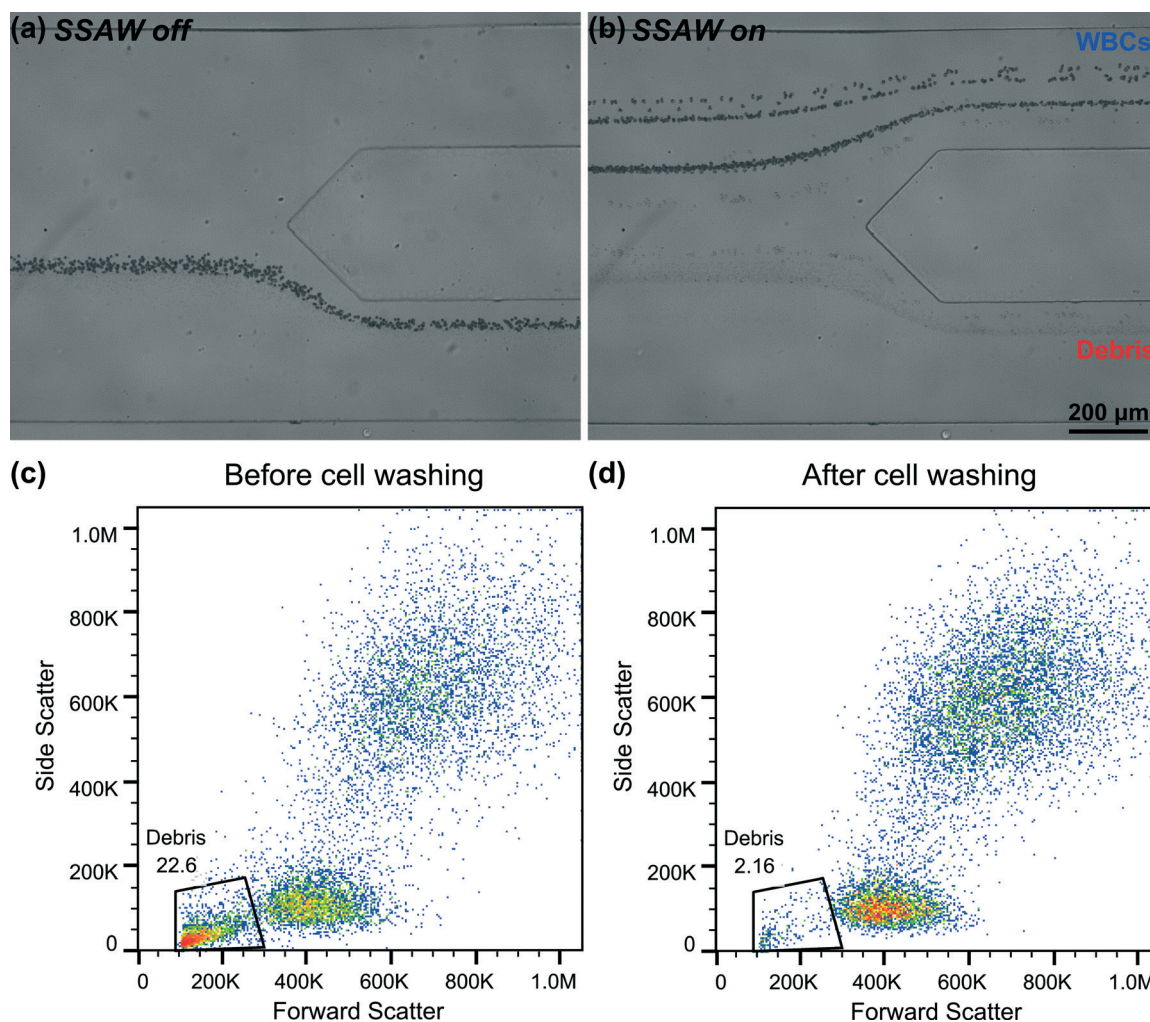 (a) SSAW off
(b) SSAW on
WBCs
Debris
200 µm
(c) Before cell washing
1.0M
800K
600K
400K
200K
0
Side Scatter
Debris
22.6
0 200K 400K 600K 800K 1.0M
Forward Scatter
(d) After cell washing
1.0M
800K
600K
400K
200K
0
Side Scatter
Debris
2.16
0 200K 400K 600K 800K 1.0M
Forward Scatter